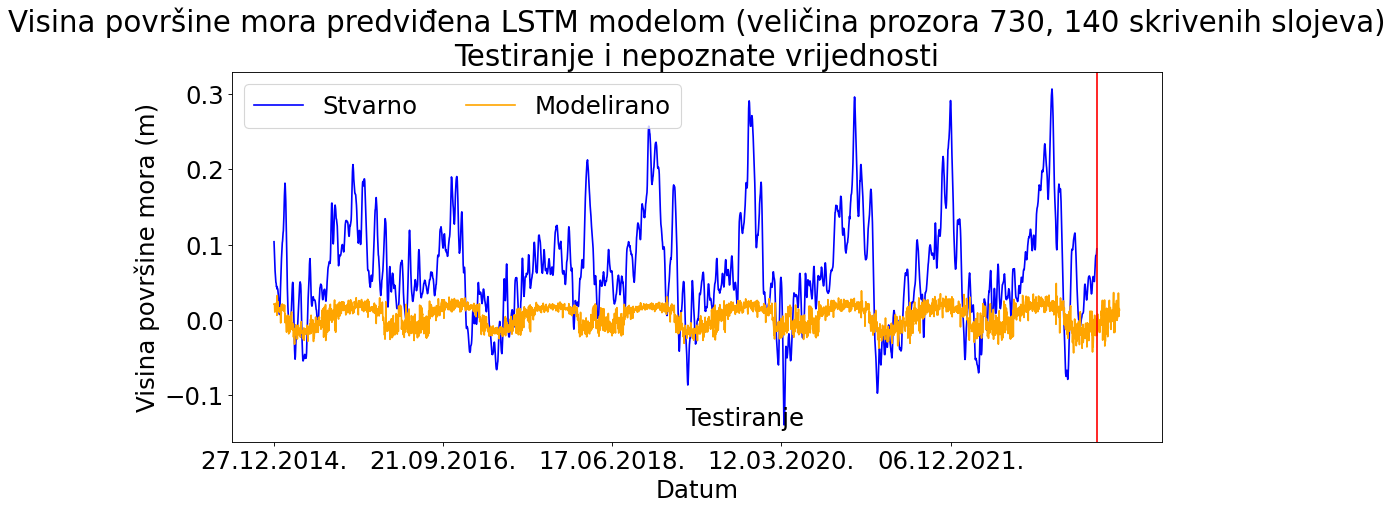 Visina površine mora predviđena LSTM modelom (veličina prozora 730, 140 skrivenih slojeva)
Testiranje i nepoznate vrijednosti
Stvarno Modelirano
Visina površine mora (m)
0.3
0.2
0.1
0.0
−0.1
Testiranje
27.12.2014. 21.09.2016. 17.06.2018. 12.03.2020. 06.12.2021.
Datum